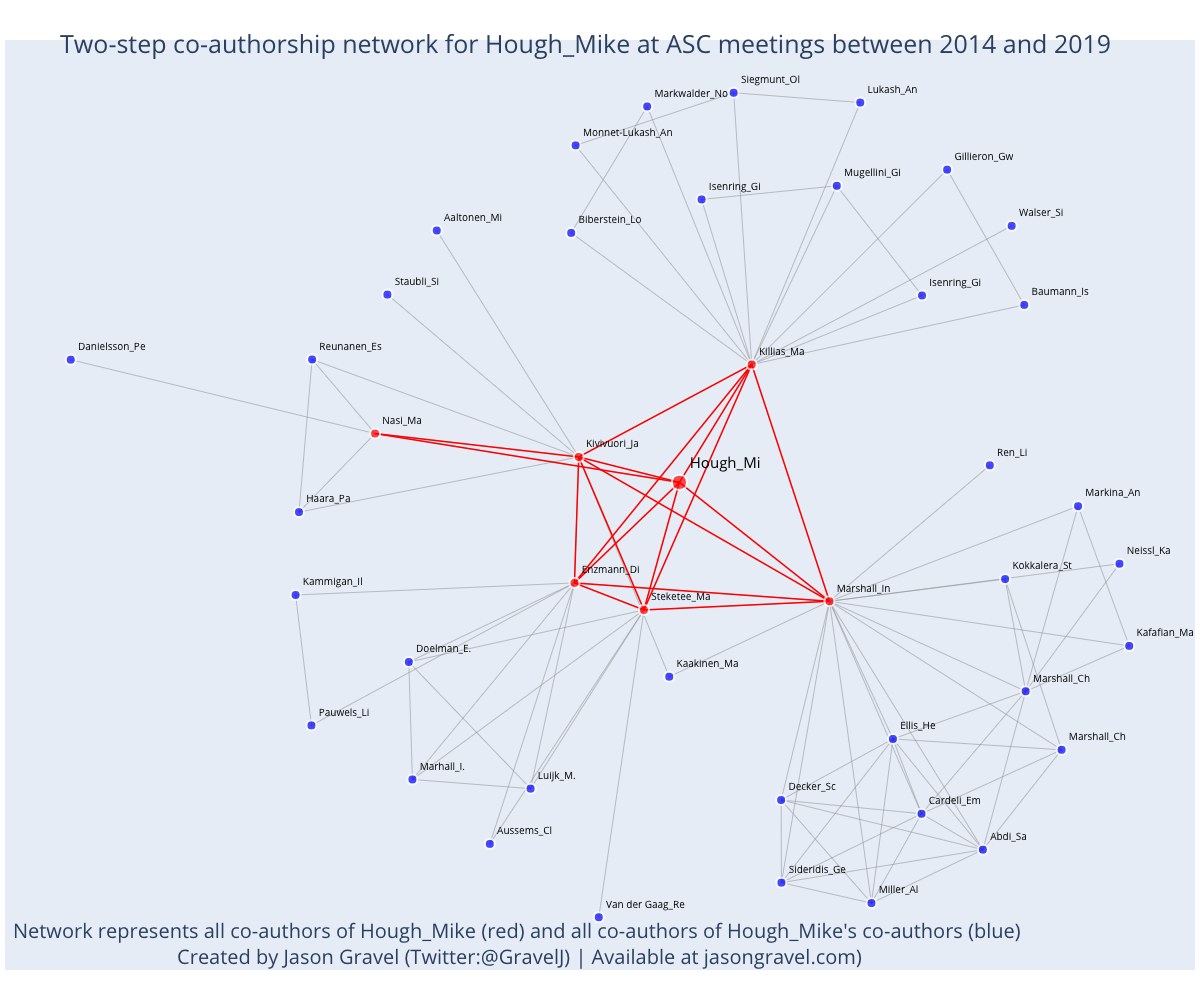 Two-step co-authorship network for Hough_Mike at ASC meetings between 2014 and 2019
Siegmunt_Ol
Lukash_An
Markwalder_No
Monnet-Lukash_An
Gillieron_Gw
Mugellini_Gi
Isenring_Gi
Walser_Si
Aaltonen_Mi
Biberstein_Lo
Staubli_Si
Isenring_Gi
Baumann_Is
Danielsson_Pe
Reunanen_Es
Killias_Ma
Nasi_Ma
Kivivuori_Ja
Hough_Mi
Ren_Li
Haara_Pa
Markina_An
Neissl_Ka
Kammigan_Il
Enzmann_Di
Kokkalera_St
Steketee_Ma
Marshall_In
Kafafian_Ma
Doelman_E.
Kaakinen_Ma
Marshall_Ch
Pauwels_Li
Ellis_He
Marshall_Ch
Marhall_I.
Luijk_M.
Decker_Sc
Cardeli_Em
Aussems_Cl
Abdi_Sa
Sideridis_Ge
Miller_Al
Van der Gaag_Re
Network represents all co-authors of Hough_Mike (red) and all co-authors of Hough_Mike's co-authors (blue)
Created by Jason Gravel (Twitter:@GravelJ) | Available at jasongravel.com)